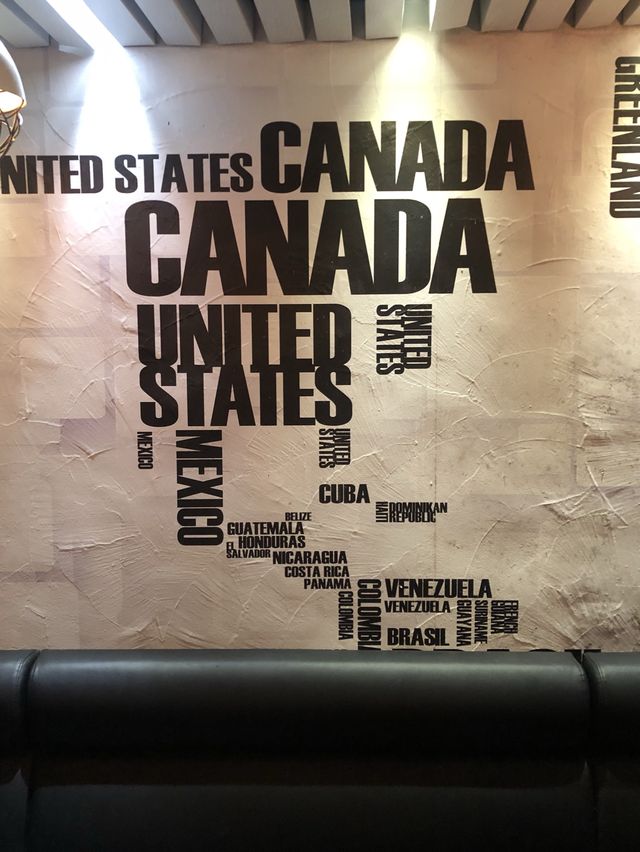 GREENLAND
NITED STATES CANADA
CANADA
UNITED
STATES
UNITED
STATES
MEXICO
MEXICO
UNITED
STATES
CUBA
HAITI
DOMINIKAN
REPUBLIC
BELIZE
GUATEMALA
HONDURAS
EL
SALVADOR
NICARAGUA
COSTA RICA
PANAMA
COLOMBIA
COLOMBIA
VENEZUELA
VENEZUELA
GUAYANA
SURINAME
FRENCH
GUIANA
BRASIL